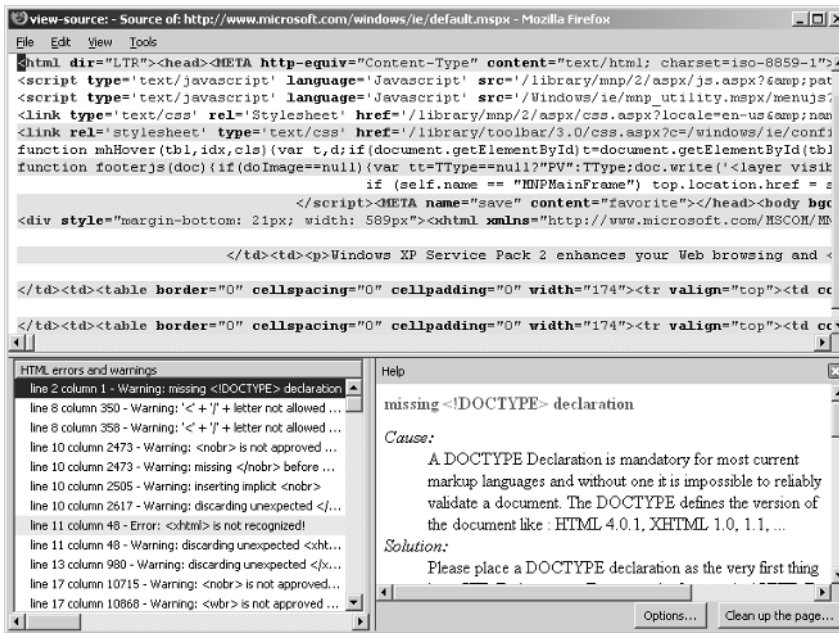 view-source: - Source of: http://www.microsoft.com/windows/ie/default.mspx - Mozilla Firefox
File Edit View Tools
<html dir="LTR"><head><META http-equiv="Content-Type" content="text/html; charset=iso-8859-1">
<script type='text/javascript' language='Javascript' src='/library/mnp/2/aspx/js.aspx?&amp;pat
<script type='text/javascript' language='Javascript' src='/Windows/ie/mnp_utility.mspx/menujs?
<link type="text/css" rel='Stylesheet' href='/library/mnp/2/aspx/css.aspx?locale=en-us&amp;nam
<link rel='stylesheet' type="text/css" href='/library/toolbar/3.0/css.aspx?c=/windows/ie/confi
function mhHover(tbl,idx,cls){var t,d;if(document.getElementById)t=document.getElementById(tbl
function footerjs(doc){if(doImage==null){var tt=TType==null?"PV":TType;doc.write('<layer visib
if (self.name == "MNPMainFrame") top.location.href = s
</script><META name="save" content="favorite"></head><body bgc
<div style="margin-bottom: 21px; width: 589px"><xhtml xmlns="http://www.microsoft.com/MSCOM/MN
</td><td><p>Windows XP Service Pack 2 enhances your Web browsing and <
</td><td><table border="0" cellspacing="0" cellpadding="0" width="174"><tr valign="top"><td co
</td><td><table border="0" cellspacing="0" cellpadding="0" width="174"><tr valign="top"><td co
HTML errors and warnings
line 2 column 1 - Warning: missing <!DOCTYPE> declaration
line 8 column 350 - Warning: '<' + '/' + letter not allowed ...
line 8 column 358 - Warning: '<' + '/' + letter not allowed ...
line 10 column 2473 - Warning: <nobr> is not approved ...
line 10 column 2473 - Warning: missing </nobr> before ...
line 10 column 2505 - Warning: inserting implicit <nobr>
line 10 column 2617 - Warning: discarding unexpected </...
line 11 column 48 - Error: <xhtml> is not recognized!
line 11 column 48 - Warning: discarding unexpected <xht...
line 13 column 980 - Warning: discarding unexpected </x...
line 17 column 10715 - Warning: <nobr> is not approved...
line 17 column 10868 - Warning: <wbr> is not approved ...
Help
missing <!DOCTYPE> declaration
Cause:
A DOCTYPE Declaration is mandatory for most current
markup languages and without one it is impossible to reliably
validate a document. The DOCTYPE defines the version of
the document like : HTML 4.0.1, XHTML 1.0, 1.1, ...
Solution:
Please place a DOCTYPE declaration as the very first thing
Options...
Clean up the page...